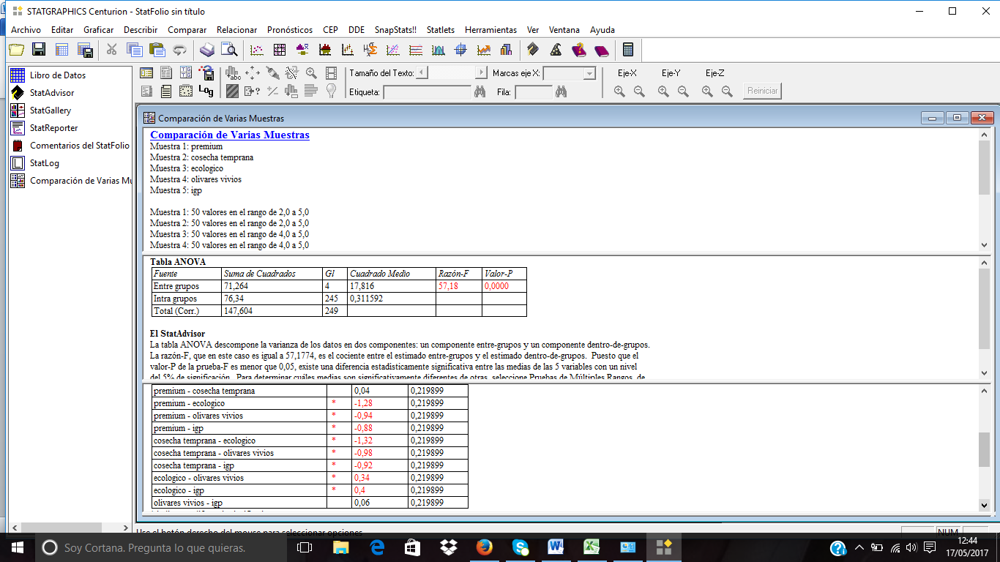 STATGRAPHICS Centurion - StatFolio sin título
Archivo Editar Graficar Describir Comparar Relacionar Pronósticos CEP DDE SnapStats!! Statlets Herramientas Ver Ventana Ayuda
Libro de Datos
StatAdvisor
StatGallery
StatReporter
Comentarios del StatFolio
StatLog
Comparación de Varias Mu
Log
Tamaño del Texto: Marcas eje X: Eje-X Eje-Y Eje-Z
Etiqueta: Fila: Reiniciar
Comparación de Varias Muestras
Comparación de Varias Muestras
Muestra 1: premium
Muestra 2: cosecha temprana
Muestra 3: ecologico
Muestra 4: olivares vivios
Muestra 5: igp
Muestra 1: 50 valores en el rango de 2,0 a 5,0
Muestra 2: 50 valores en el rango de 2,0 a 5,0
Muestra 3: 50 valores en el rango de 4,0 a 5,0
Muestra 4: 50 valores en el rango de 4,0 a 5,0
Tabla ANOVA
Fuente Suma de Cuadrados Gl Cuadrado Medio Razón-F Valor-P
Entre grupos 71,264 4 17,816 57,18 0,0000
Intra grupos 76,34 245 0,311592
Total (Corr.) 147,604 249
El StatAdvisor
La tabla ANOVA descompone la varianza de los datos en dos componentes: un componente entre-grupos y un componente dentro-de-grupos.
La razón-F, que en este caso es igual a 57,1774, es el cociente entre el estimado entre-grupos y el estimado dentro-de-grupos. Puesto que el
valor-P de la prueba-F es menor que 0,05, existe una diferencia estadísticamente significativa entre las medias de las 5 variables con un nivel
del 5% de significación. Para determinar cuáles medias son significativamente diferentes de otras, seleccione Pruebas de Múltiples Rangos, de
premium - cosecha temprana 0,04 0,219899
premium - ecologico * -1,28 0,219899
premium - olivares vivios * -0,94 0,219899
premium - igp * -0,88 0,219899
cosecha temprana - ecologico * -1,32 0,219899
cosecha temprana - olivares vivios * -0,98 0,219899
cosecha temprana - igp * -0,92 0,219899
ecologico - olivares vivios * 0,34 0,219899
ecologico - igp * 0,4 0,219899
olivares vivios - igp 0,06 0,219899
Use el botón derecho del mouse para seleccionar opciones NUM
Soy Cortana. Pregunta lo que quieras.
12:44
17/05/2017